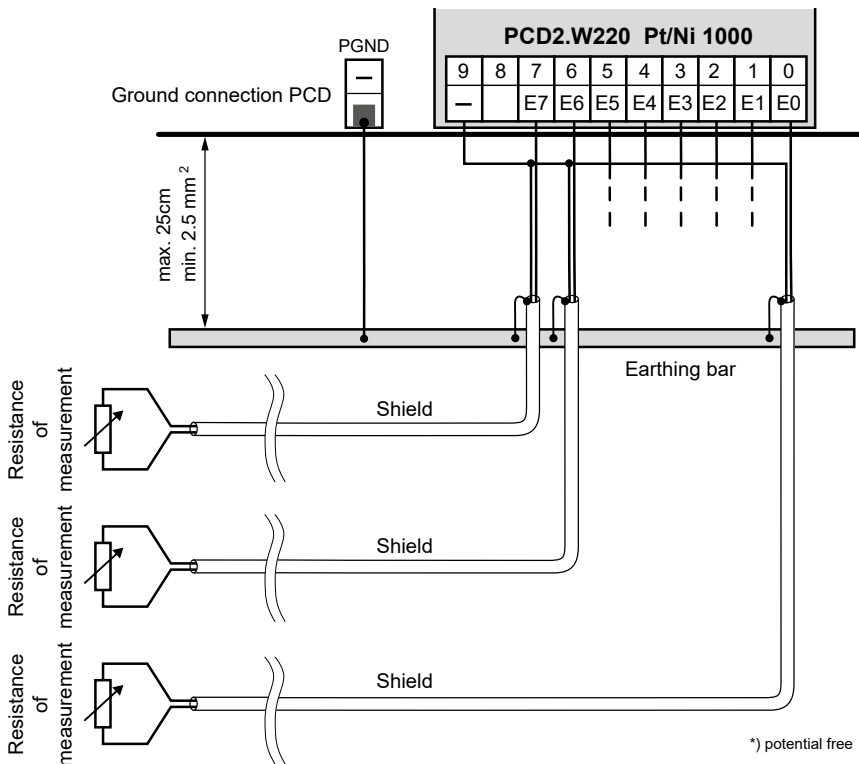 PCD2.W220 Pt/Ni 1000
PGND
9 8 7 6 5 4 3 2 1 0
– E7 E6 E5 E4 E3 E2 E1 E0
–
Ground connection PCD
max. 25cm
min. 2.5 mm²
Earthing bar
Resistance
of
measurement
Shield
Resistance
of
measurement
Shield
Resistance
of
measurement
Shield
*) potential free